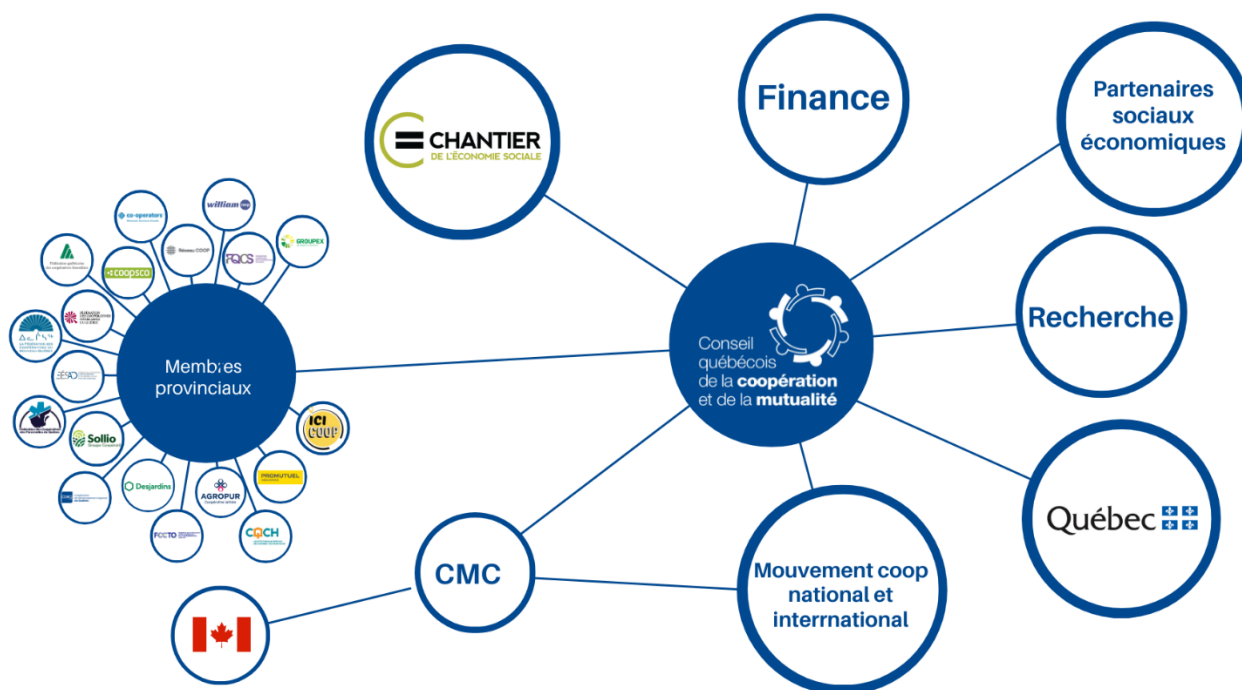 CHANTIER
DE L'ÉCONOMIE SOCIALE
Finance
Partenaires
sociaux
économiques
co-operators
william
coop
Réseau COOP
FQCS
GROUPEX
coopsco
Membres
provinciaux
Conseil
québécois
de la coopération
et de la mutualité
Recherche
Sollio
Desjardins
AGROPUR
PROMUTUEL
ICI
COOP
CQCH
Québec
CMC
Mouvement coop
national et
interrnational